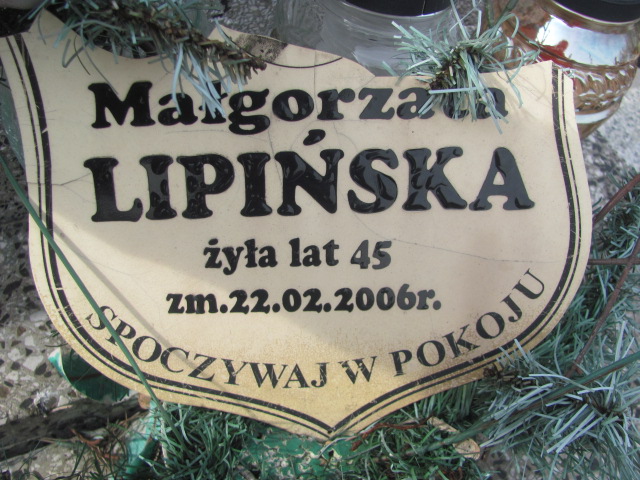 Małgorzata
LIPIŃSKA
żyła lat 45
zm.22.02.2006r.
SPOCZYWAJ W POKOJU